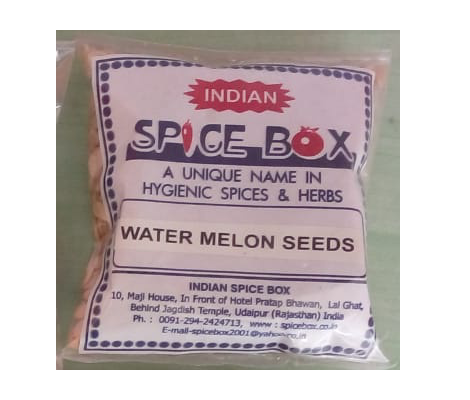 INDIAN
SPICE BOX
A UNIQUE NAME IN
HYGIENIC SPICES & HERBS
WATER MELON SEEDS
INDIAN SPICE BOX
10, Maji House, In Front of Hotel Pratap Bhawan, Lal Ghat,
Behind Jagdish Temple, Udaipur (Rajasthan) India
Ph. : 0091-294-2424713, www : spicebox.co.in
E-mail-spicebox2001@yahoo.co.in